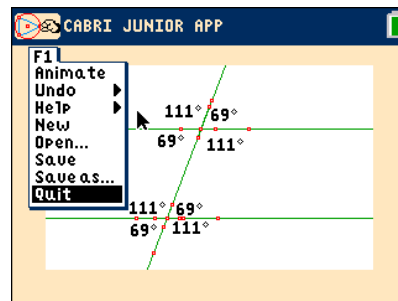 CABRI JUNIOR APP
F1
Animate
Undo
Help
New
Open...
Save
Save as...
Quit
111° 69°
69° 111°
111° 69°
69° 111°